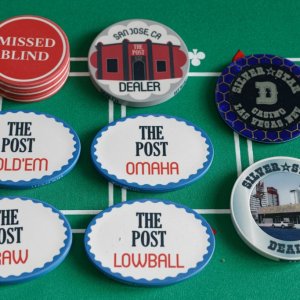 MISSED
BLIND
SAN JOSE, CA
THE POST
DEALER
SILVER STAR
D
CASINO
LAS VEGAS, NEV
THE
POST
OLD'EM
THE
POST
OMAHA
SILVER STAR
DEAL
THE
POST
RAW
THE
POST
LOWBALL